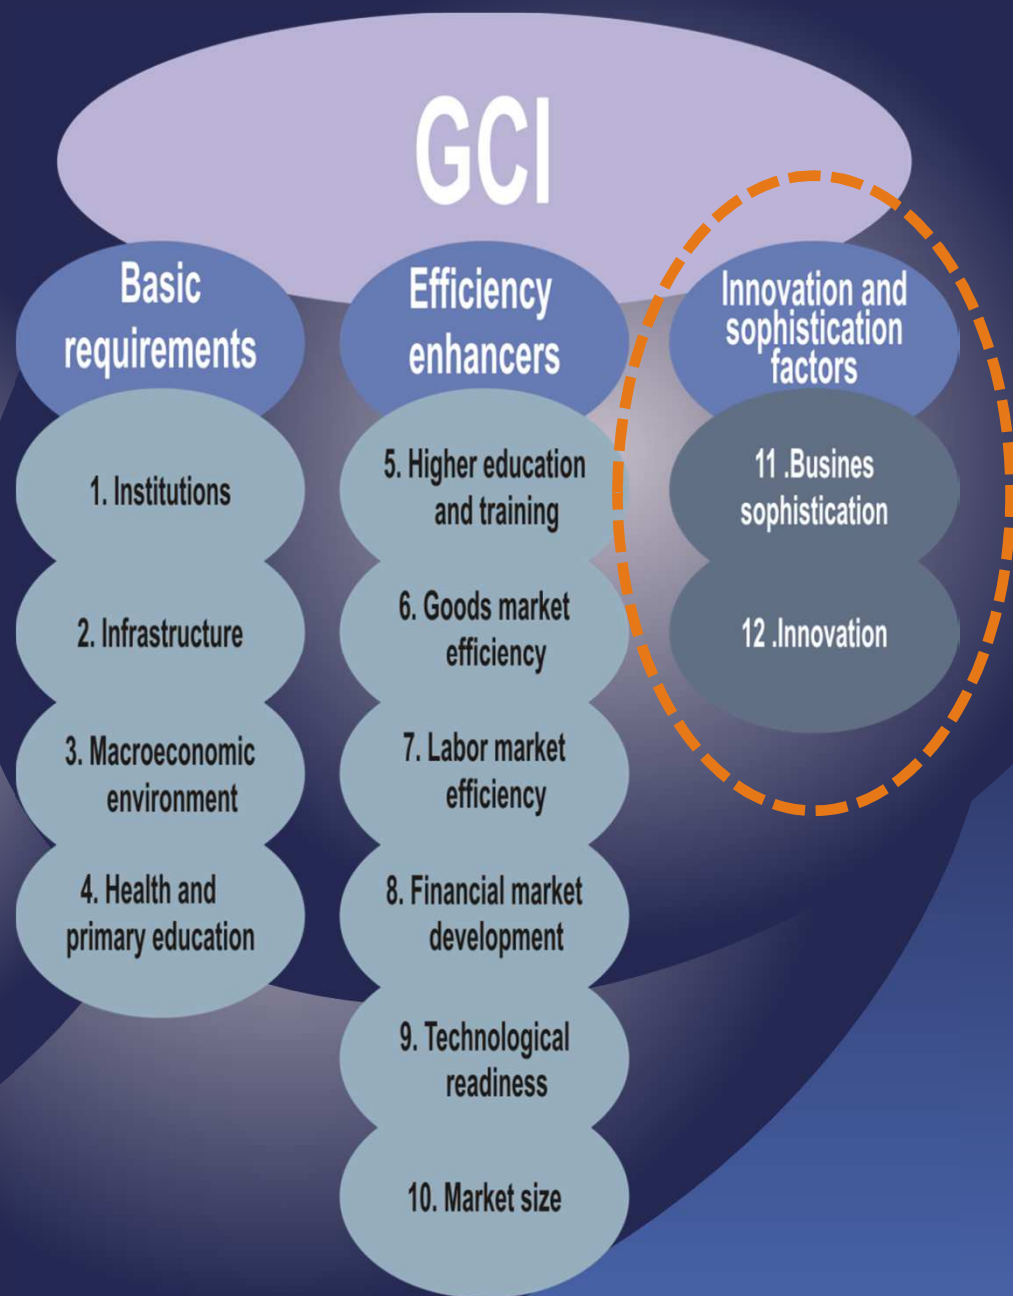 GCI
Basic
requirements
1. Institutions
2. Infrastructure
3. Macroeconomic
environment
4. Health and
primary education
Efficiency
enhancers
5. Higher education
and training
6. Goods market
efficiency
7. Labor market
efficiency
8. Financial market
development
9. Technological
readiness
10. Market size
Innovation and
sophistication
factors
11 .Busines
sophistication
12 .Innovation